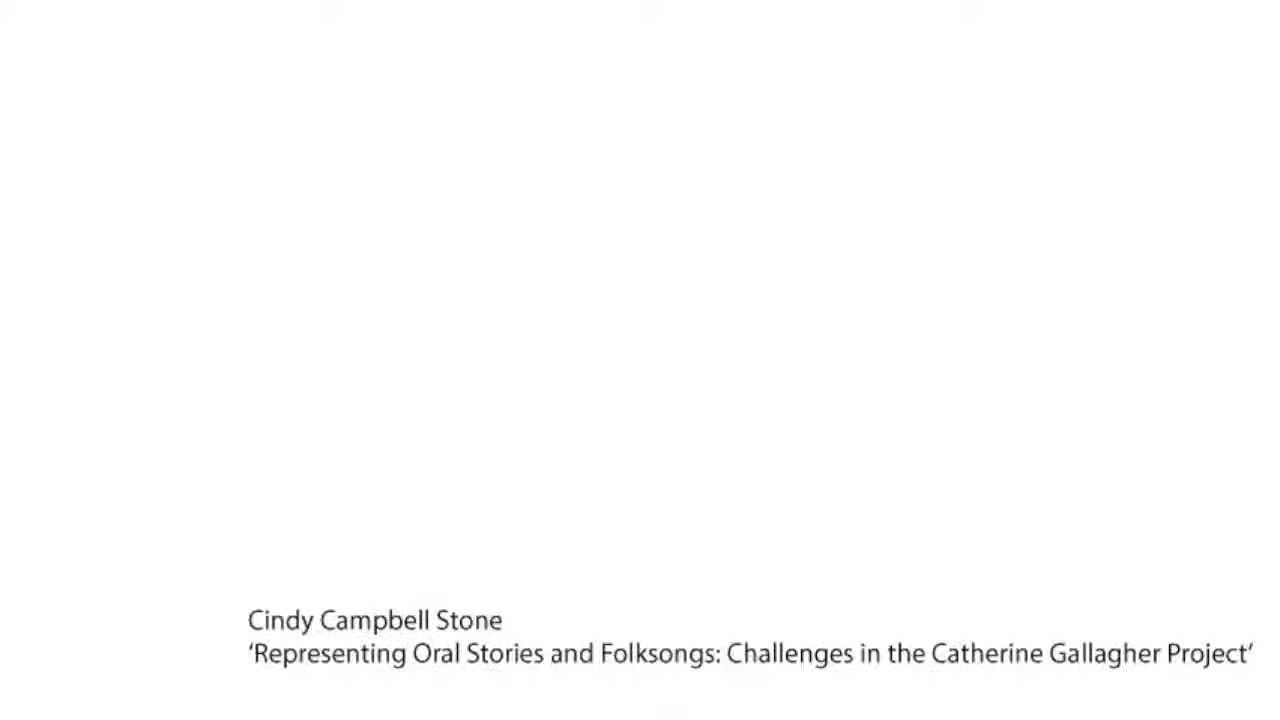 Cindy Campbell Stone
‘Representing Oral Stories and Folksongs: Challenges in the Catherine Gallagher Project’